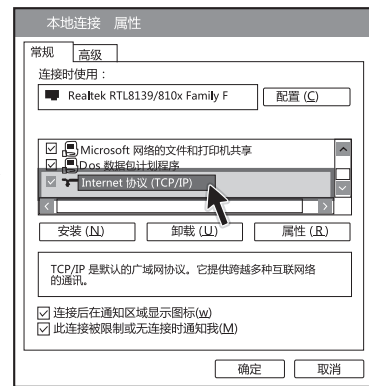 本地连接 属性
常规 高级
连接时使用：
Realtek RTL8139/810x Family F 配置 (C)
Microsoft 网络的文件和打印机共享
Dos 数据包计划程序
Internet 协议 (TCP/IP)
安装 (N) 卸载 (U) 属性 (R)
TCP/IP 是默认的广域网协议。它提供跨越多种互联网络
的通讯。
连接后在通知区域显示图标(w)
此连接被限制或无连接时通知我(M)
确定 取消